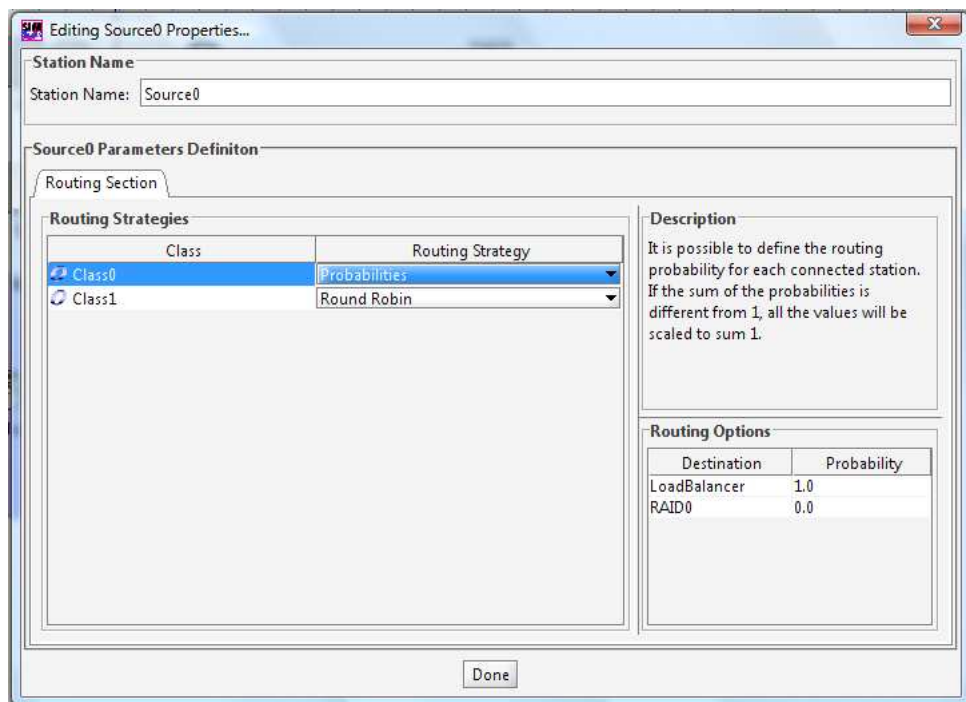 Editing Source0 Properties...
Station Name
Station Name: Source0
Source0 Parameters Definiton
Routing Section
Routing Strategies
Class Routing Strategy
Class0 Probabilities
Class1 Round Robin
Description
It is possible to define the routing
probability for each connected station.
If the sum of the probabilities is
different from 1, all the values will be
scaled to sum 1.
Routing Options
Destination Probability
LoadBalancer 1.0
RAID0 0.0
Done